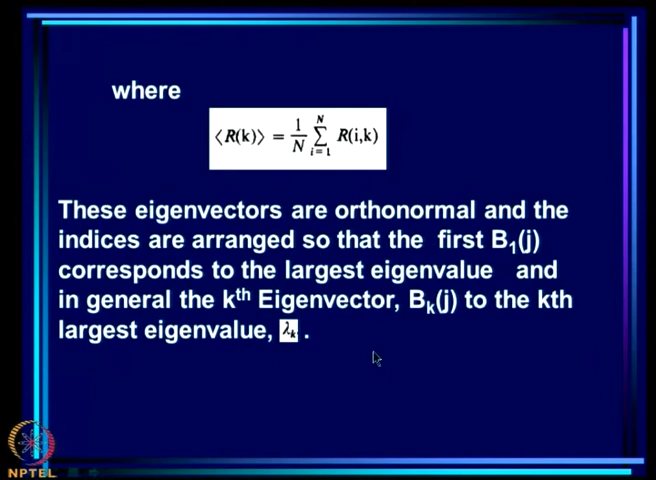 where
⟨R(k)⟩ = 1/N Σ_{i=1}^{N} R(i,k)
These eigenvectors are orthonormal and the
indices are arranged so that the first B₁(j)
corresponds to the largest eigenvalue and
in general the kᵗʰ Eigenvector, Bₖ(j) to the kth
largest eigenvalue, λₖ .
NPTEL